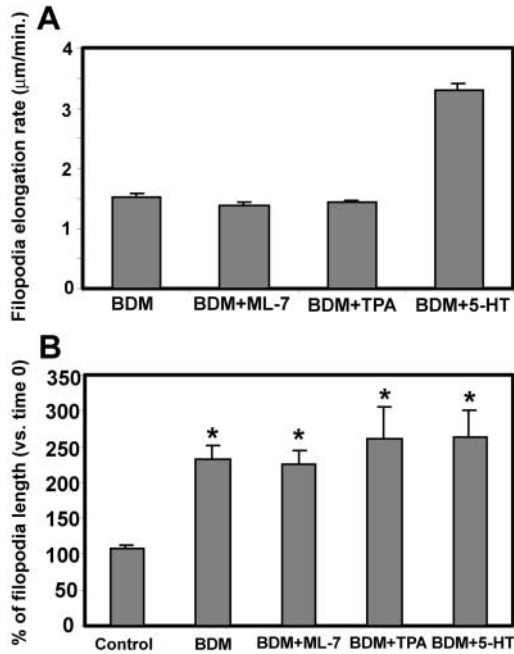 A
Filopodia elongation rate (μm/min.)
4
3
2
1
0
BDM
BDM+ML-7
BDM+TPA
BDM+5-HT
B
% of filopodia length (vs. time 0)
350
300
250
200
150
100
50
0
*
*
*
*
Control
BDM
BDM+ML-7
BDM+TPA
BDM+5-HT